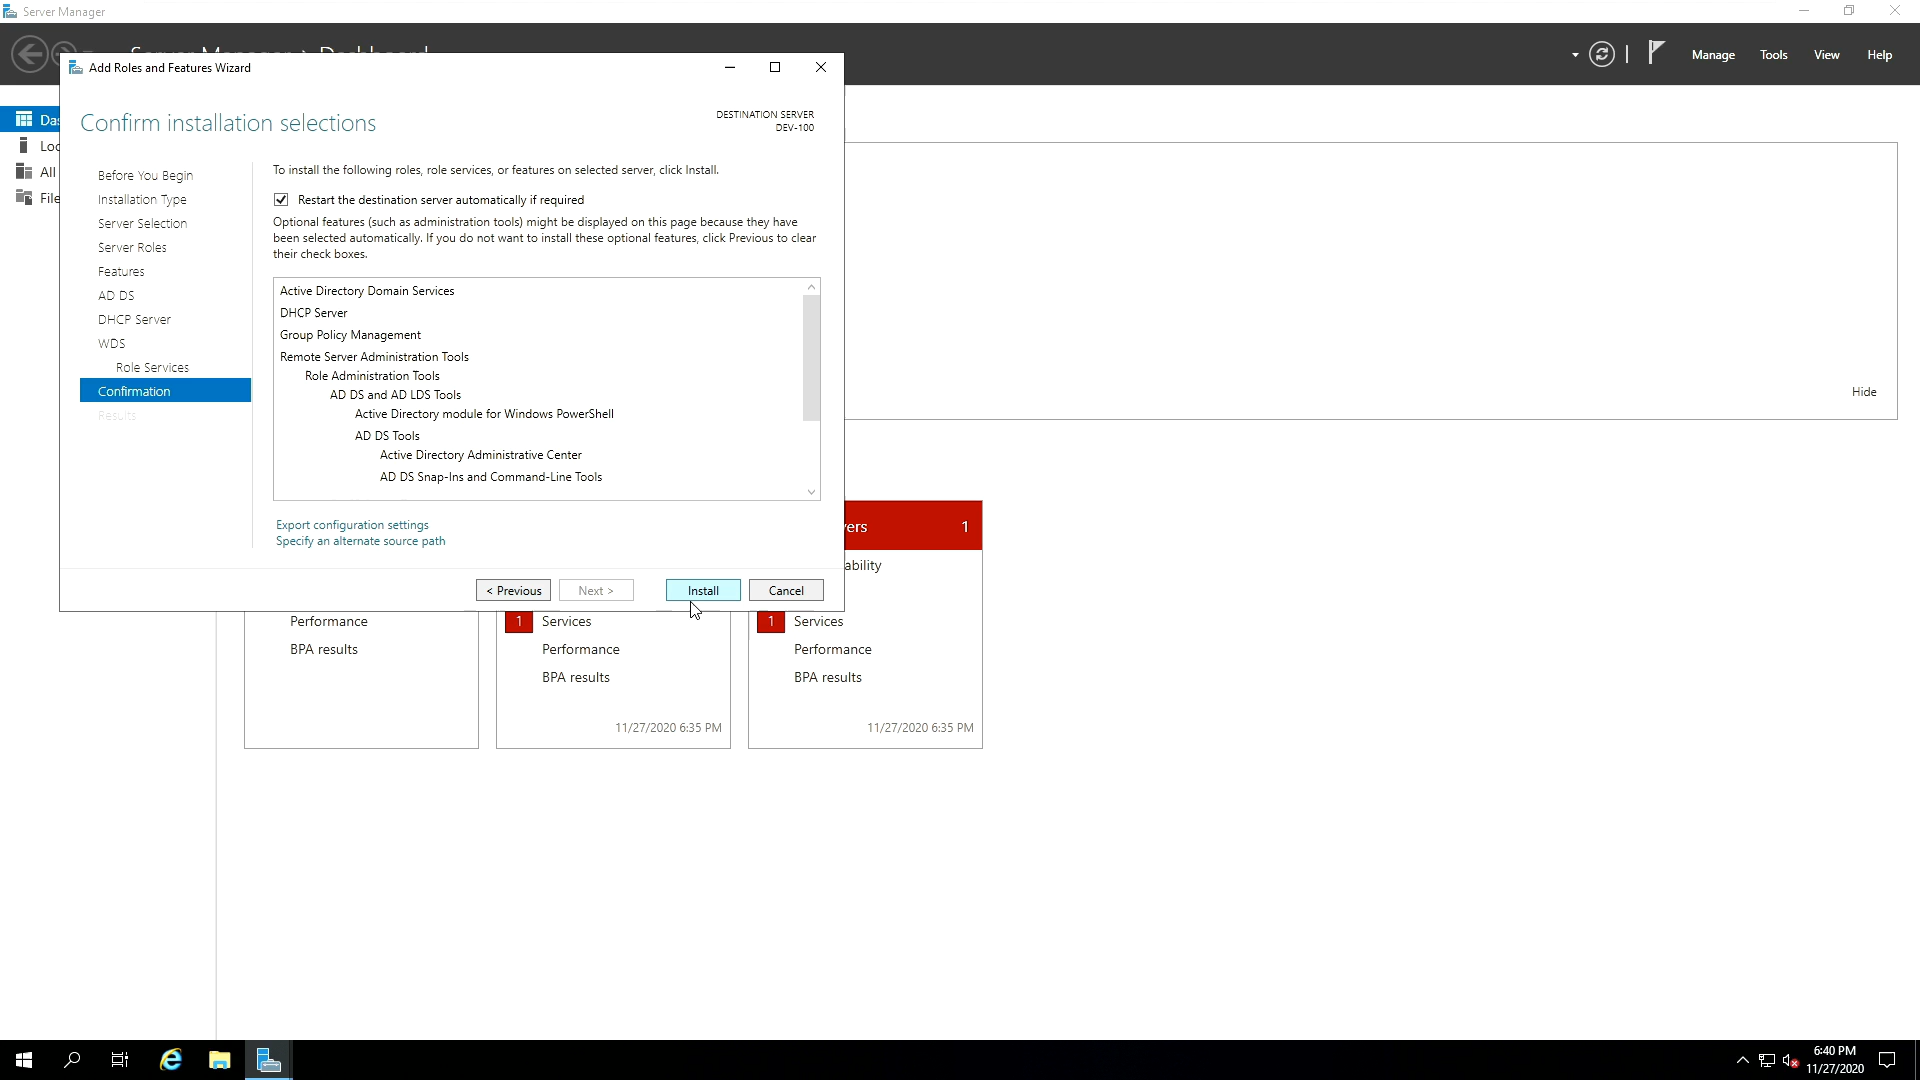 Server Manager
Server Manager › Dashboard
Manage
Tools
View
Help
Add Roles and Features Wizard
Confirm installation selections
DESTINATION SERVER
DEV-100
Before You Begin
Installation Type
Server Selection
Server Roles
Features
AD DS
DHCP Server
WDS
Role Services
Confirmation
Results
To install the following roles, role services, or features on selected server, click Install.
Restart the destination server automatically if required
Optional features (such as administration tools) might be displayed on this page because they have
been selected automatically. If you do not want to install these optional features, click Previous to clear
their check boxes.
Active Directory Domain Services
DHCP Server
Group Policy Management
Remote Server Administration Tools
Role Administration Tools
AD DS and AD LDS Tools
Active Directory module for Windows PowerShell
AD DS Tools
Active Directory Administrative Center
AD DS Snap-Ins and Command-Line Tools
Export configuration settings
Specify an alternate source path
< Previous
Next >
Install
Cancel
Hide
1
Performance
BPA results
1 Services
Performance
BPA results
11/27/2020 6:35 PM
1 Services
Performance
BPA results
11/27/2020 6:35 PM
6:40 PM
11/27/2020